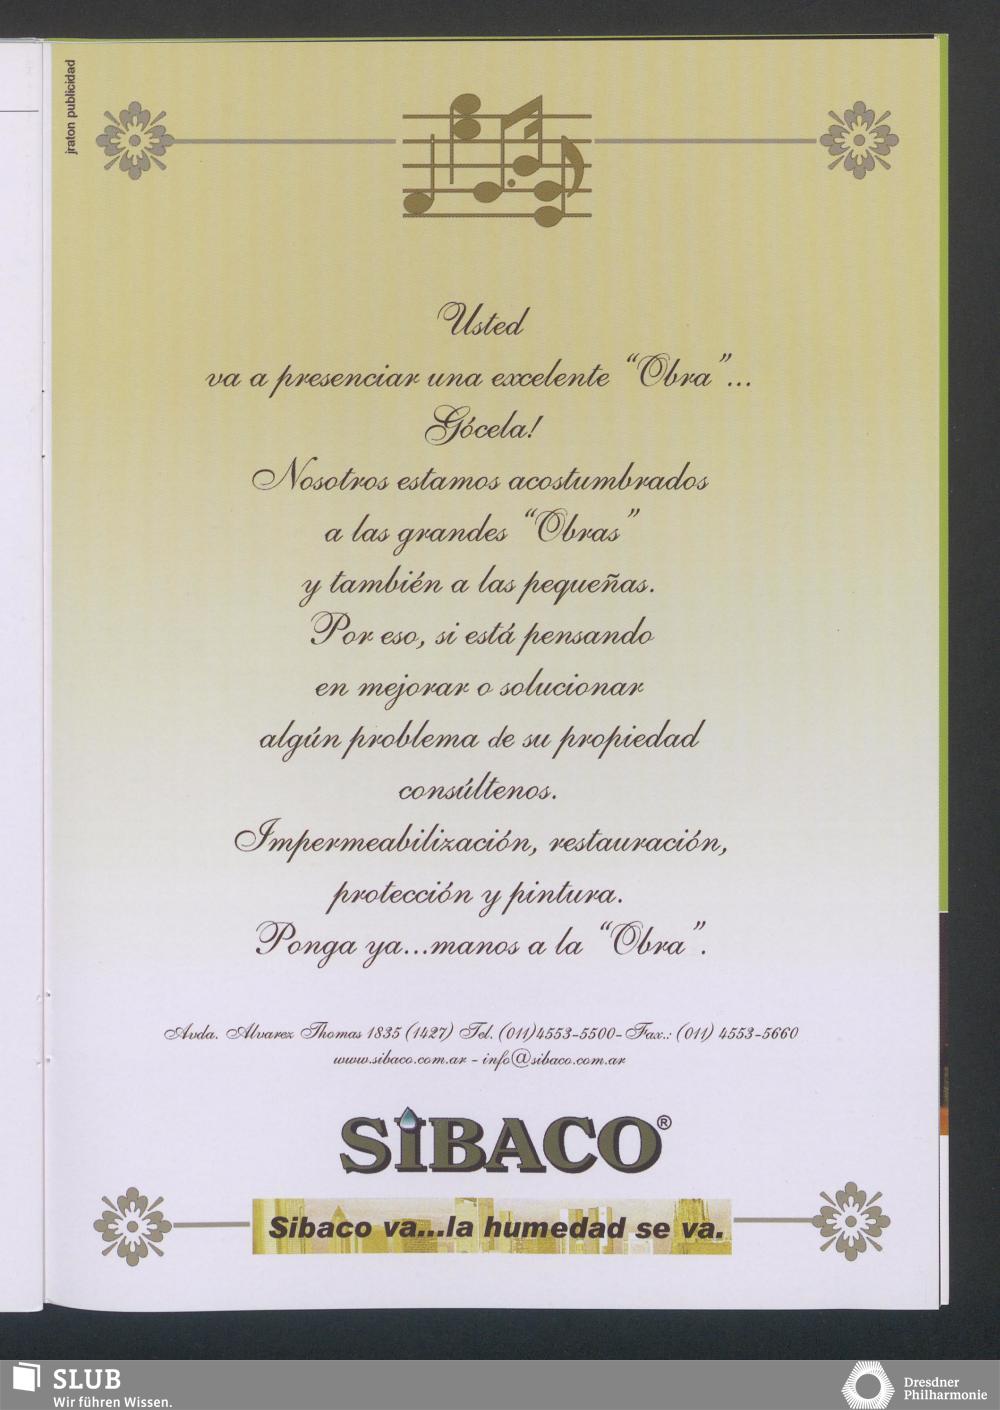 jraton publicidad
Usted
va a presenciar una excelente “Obra”...
Gócela!
Nosotros estamos acostumbrados
a las grandes “Obras”
y también a las pequeñas.
Por eso, si está pensando
en mejorar o solucionar
algún problema de su propiedad
consúltenos.
Impermeabilización, restauración,
protección y pintura.
Ponga ya...manos a la “Obra”.
Avda. Alvarez Thomas 1835 (1427) Tel. (011)4553-5500- Fax.: (011) 4553-5660
www.sibaco.com.ar - info@sibaco.com.ar
SiBACO®
Sibaco va...la humedad se va.
SLUB
Wir führen Wissen.
Dresdner
Philharmonie